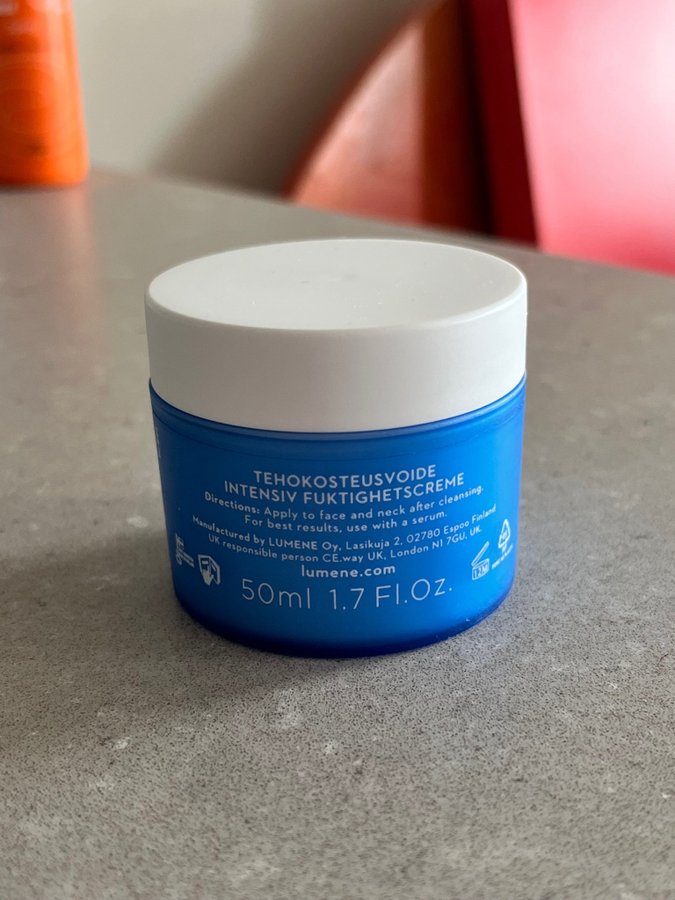 TEHOKOSTEUSVOIDE
INTENSIV FUKTIGHETSCREME
Directions: Apply to face and neck after cleansing.
For best results, use with a serum.
Manufactured by LUMENE Oy, Lasikuja 2, 02780 Espoo Finland
UK responsible person CE.way UK, London N1 7GU, UK.
lumene.com
12M
50ml 1.7 Fl.Oz.